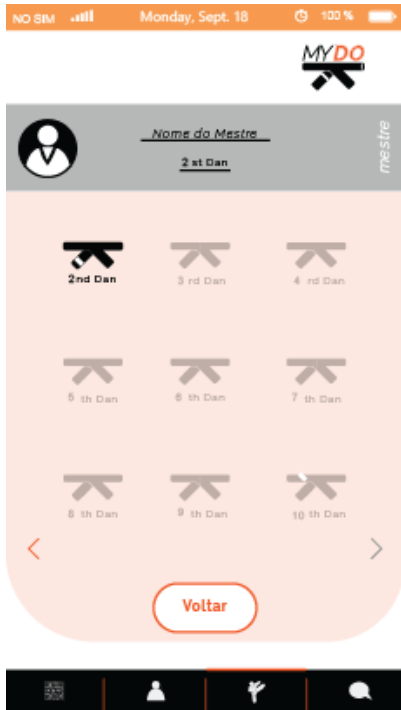 NO SIM Monday, Sept. 18 100 %
MYDO
Nome do Mestre
2 st Dan
mestre
2nd Dan 3 rd Dan 4 rd Dan
5 th Dan 6 th Dan 7 th Dan
8 th Dan 9 th Dan 10 th Dan
Voltar